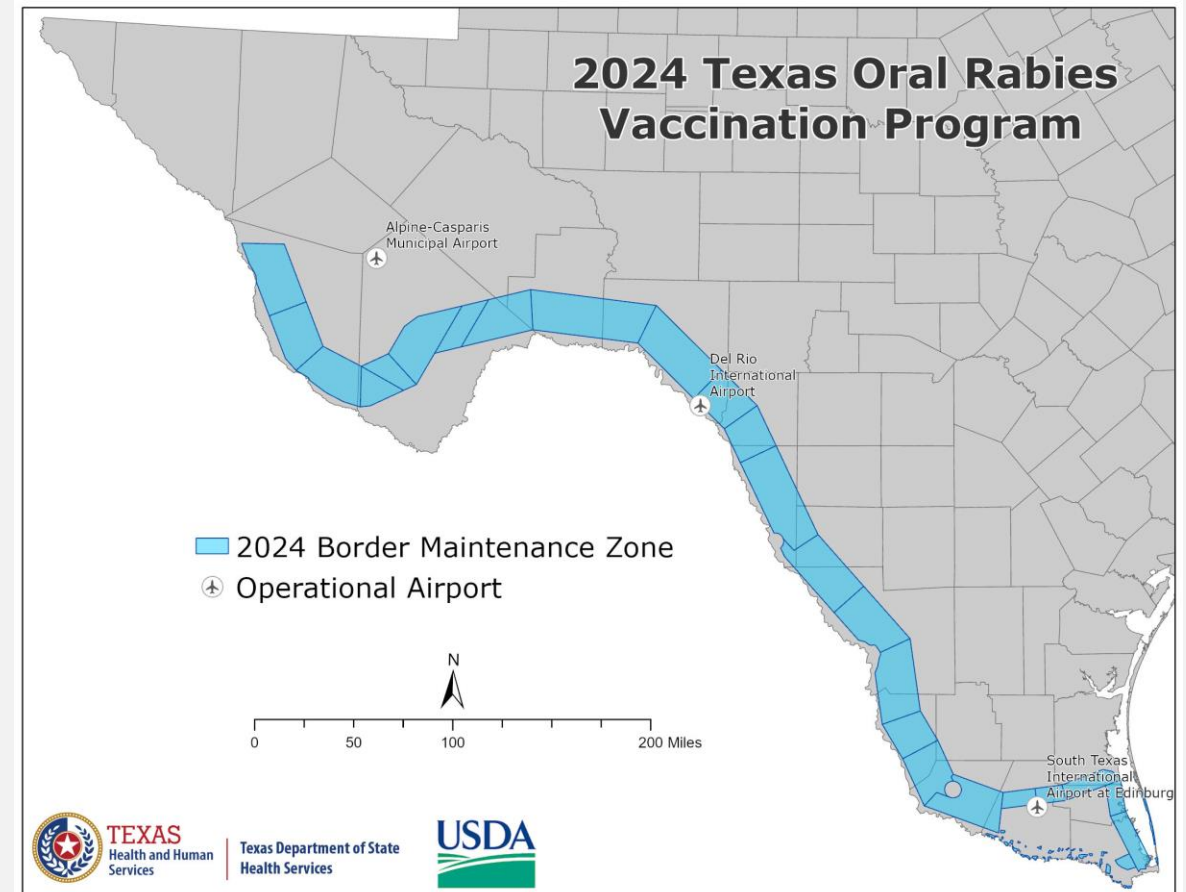 2024 Texas Oral Rabies
Vaccination Program
Alpine-Casparis
Municipal Airport
Del Rio
International
Airport
2024 Border Maintenance Zone
Operational Airport
N
0 50 100 200 Miles
South Texas
International
Airport at Edinburg
TEXAS
Health and Human
Services
Texas Department of State
Health Services
USDA